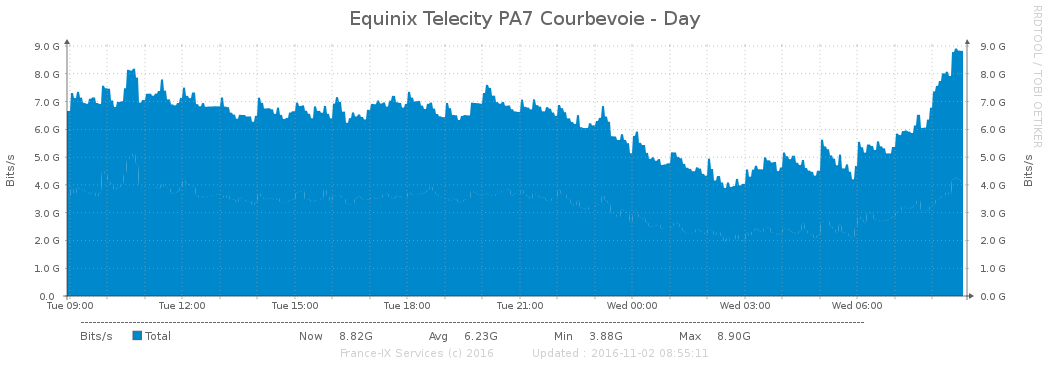 Equinix Telecity PA7 Courbevoie - Day
RRDTOOL / TOBI OETIKER
9.0 G 9.0 G
8.0 G 8.0 G
7.0 G 7.0 G
6.0 G 6.0 G
5.0 G 5.0 G
4.0 G 4.0 G
3.0 G 3.0 G
2.0 G 2.0 G
1.0 G 1.0 G
0.0 0.0 G
Bits/s
Bits/s
Tue 09:00 Tue 12:00 Tue 15:00 Tue 18:00 Tue 21:00 Wed 00:00 Wed 03:00 Wed 06:00
Bits/s Total Now 8.82G Avg 6.23G Min 3.88G Max 8.90G
France-IX Services (c) 2016 Updated : 2016-11-02 08:55:11